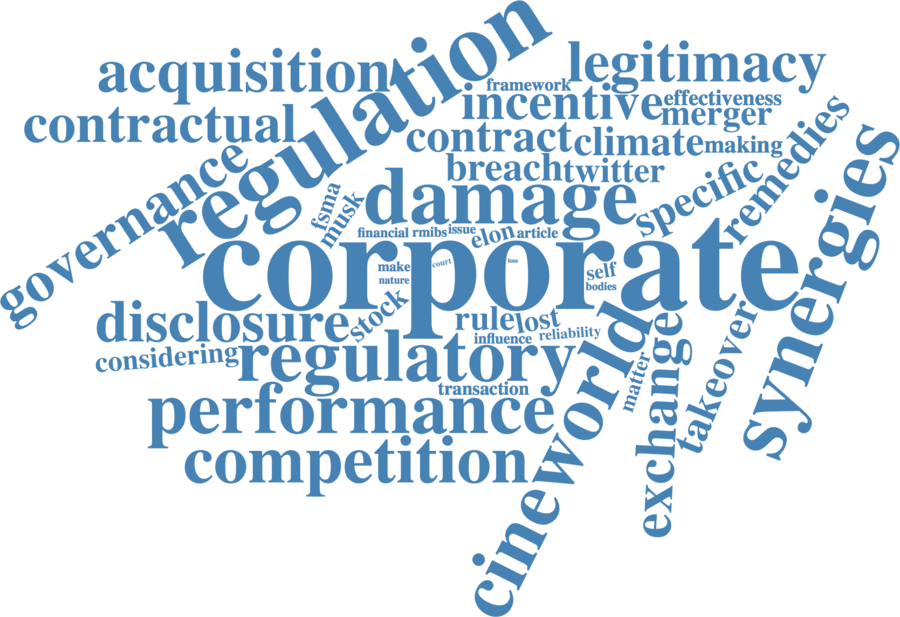 acquisition
regulation
legitimacy
framework
incentive
effectiveness
merger
contractual
contract
climate
making
remedies
governance
breach
twitter
specific
synergies
fsma
musk
damage
financial
rmibs
issue
elon
article
corporate
make
court
loss
self
nature
bodies
disclosure
stock
rule
lost
influence
reliability
considering
regulatory
cineworld
matter
exchange
takeover
transaction
performance
competition